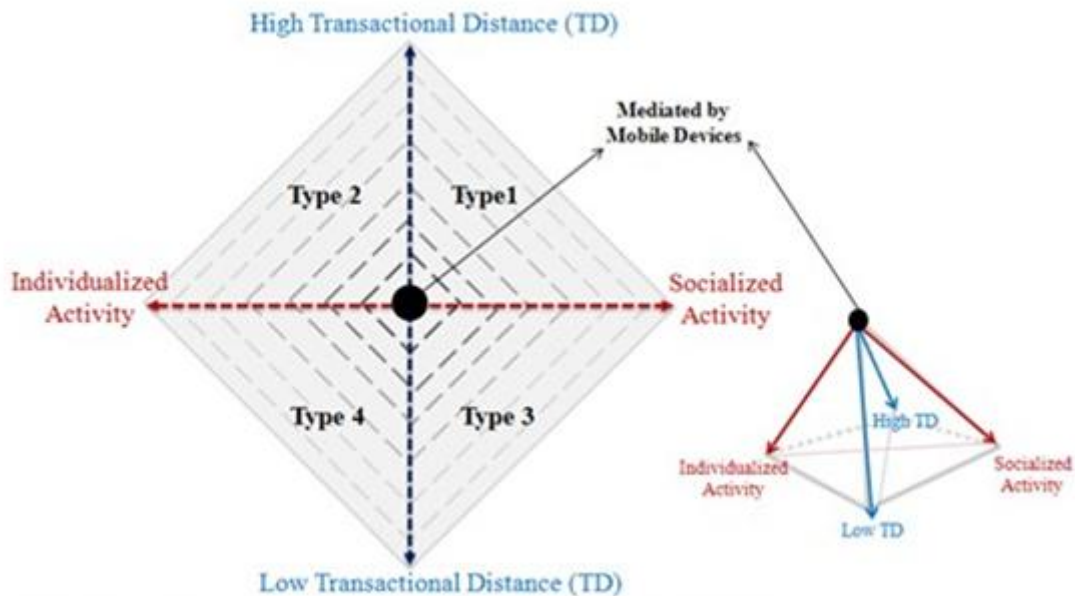 High Transactional Distance (TD)
Mediated by
Mobile Devices
Type 2
Type1
Individualized
Activity
Socialized
Activity
Type 4
Type 3
High TD
Individualized
Activity
Socialized
Activity
Low TD
Low Transactional Distance (TD)